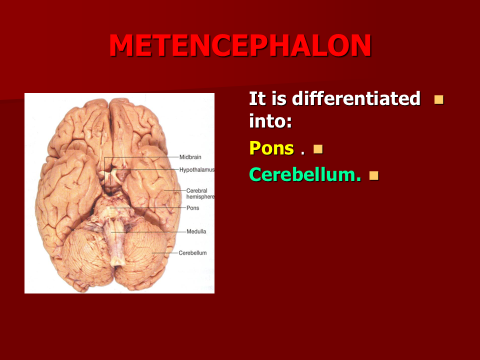 METENCEPHALON
It is differentiated
into:
Pons .
Cerebellum.
Midbrain
Hypothalamus
Cerebral
hemisphere
Pons
Medulla
Cerebellum